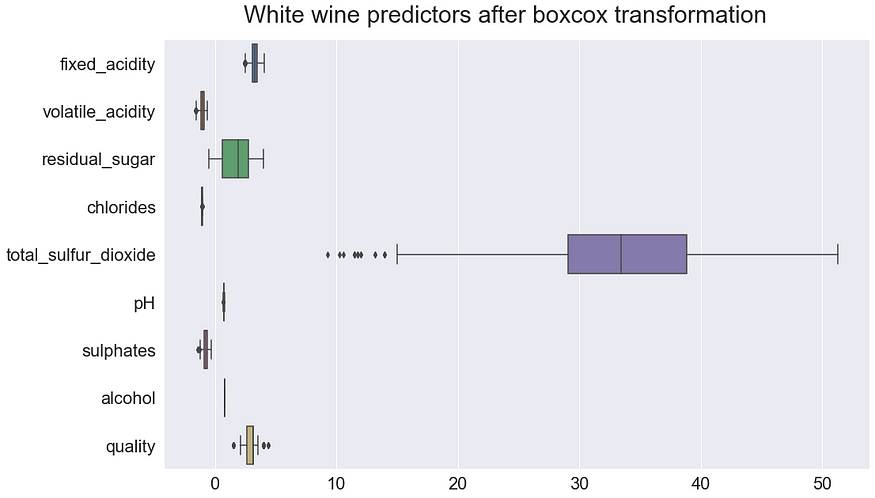 White wine predictors after boxcox transformation
fixed_acidity
volatile_acidity
residual_sugar
chlorides
total_sulfur_dioxide
pH
sulphates
alcohol
quality
0 10 20 30 40 50